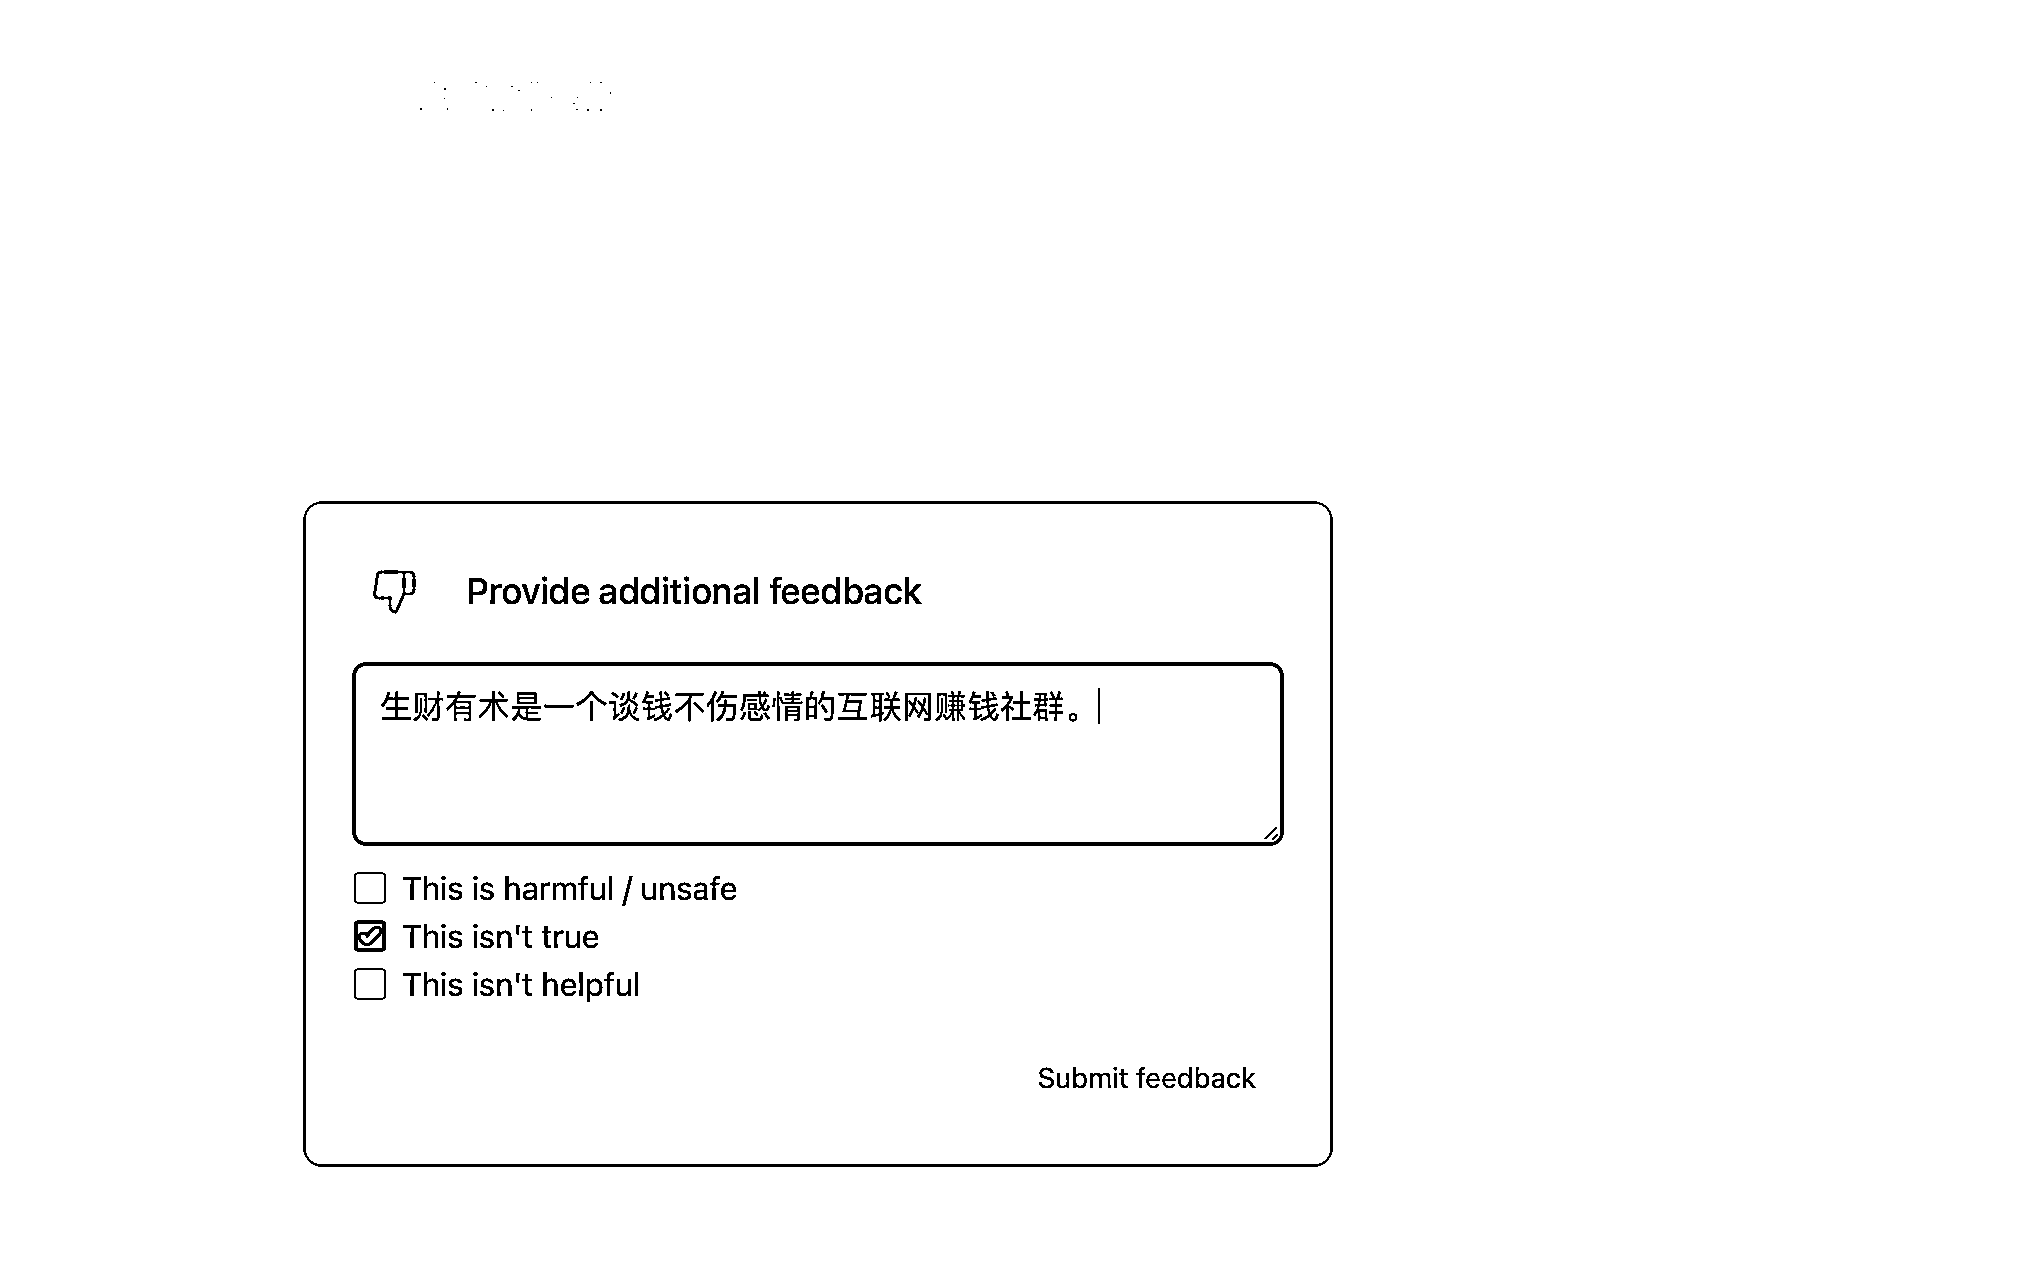 Provide additional feedback
生财有术是一个谈钱不伤感情的互联网赚钱社群。
This is harmful / unsafe
This isn't true
This isn't helpful
Submit feedback